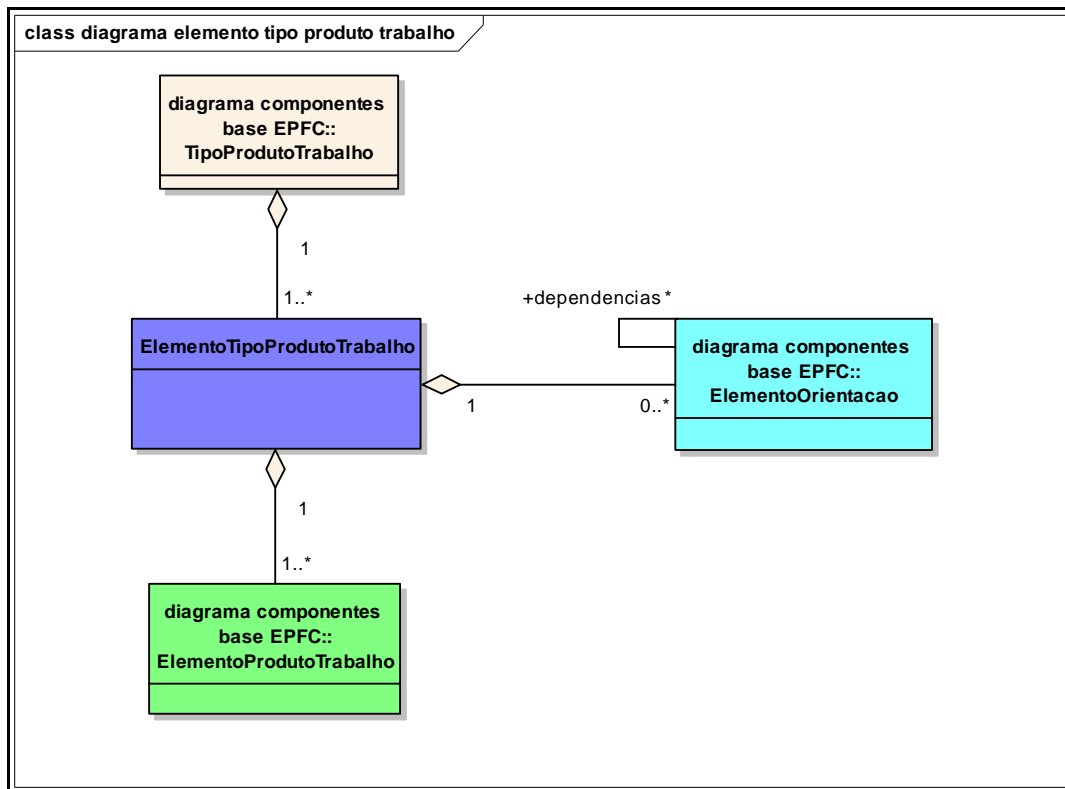 class diagrama elemento tipo produto trabalho
diagrama componentes
base EPFC::
TipoProdutoTrabalho
1
1..*
+dependencias *
ElementoTipoProdutoTrabalho
diagrama componentes
base EPFC::
ElementoOrientacao
1
0..*
1
1..*
diagrama componentes
base EPFC::
ElementoProdutoTrabalho